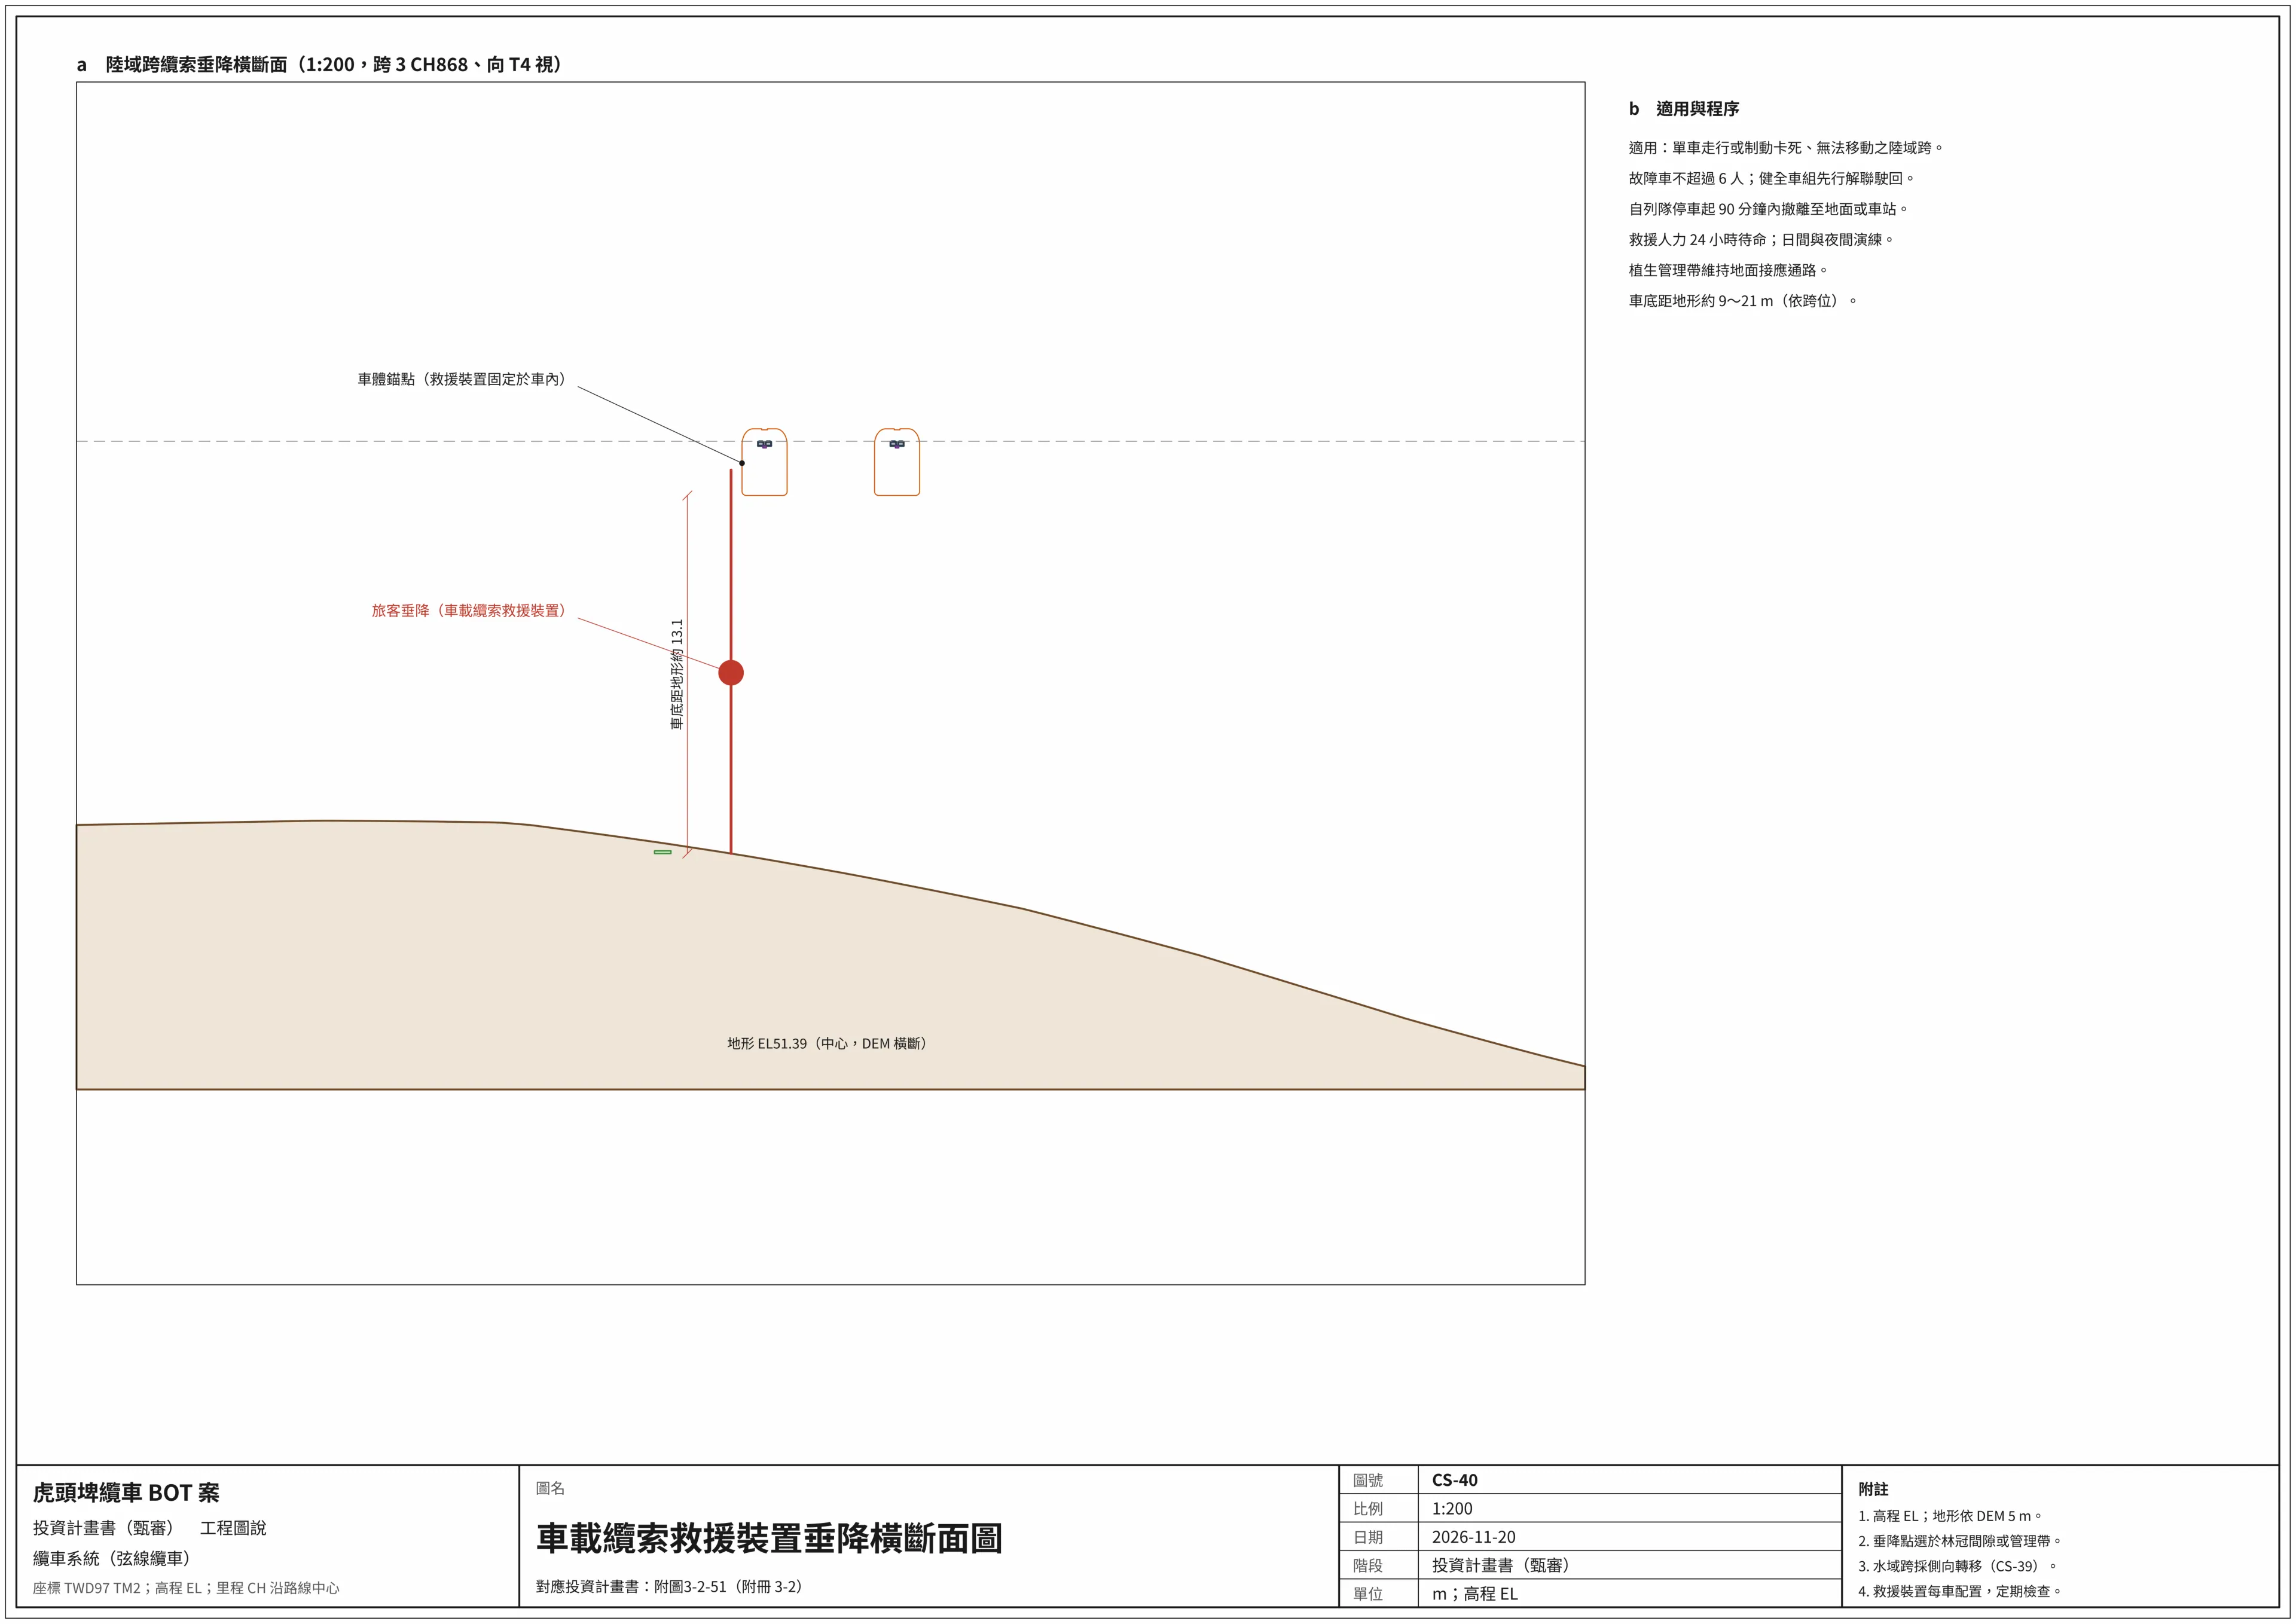 a 陸域跨纜索垂降橫斷面（1:200，跨 3 CH868、向 T4 視）
車體錨點（救援裝置固定於車內）
旅客垂降（車載纜索救援裝置）
車底距地形約 13.1
地形 EL51.39（中心，DEM 橫斷）
b 適用與程序
適用：單車走行或制動卡死、無法移動之陸域跨。
故障車不超過 6 人；健全車組先行解聯駛回。
自列隊停車起 90 分鐘內撤離至地面或車站。
救援人力 24 小時待命；日間與夜間演練。
植生管理帶維持地面接應通路。
車底距地形約 9～21 m（依跨位）。
虎頭埤纜車 BOT 案
投資計畫書（甄審） 工程圖說
纜車系統（弦線纜車）
座標 TWD97 TM2；高程 EL；里程 CH 沿路線中心
圖名
車載纜索救援裝置垂降橫斷面圖
對應投資計畫書：附圖3-2-51（附冊 3-2）
圖號 CS-40
比例 1:200
日期 2026-11-20
階段 投資計畫書（甄審）
單位 m；高程 EL
附註
1. 高程 EL；地形依 DEM 5 m。
2. 垂降點選於林冠間隙或管理帶。
3. 水域跨採側向轉移（CS-39）。
4. 救援裝置每車配置，定期檢查。